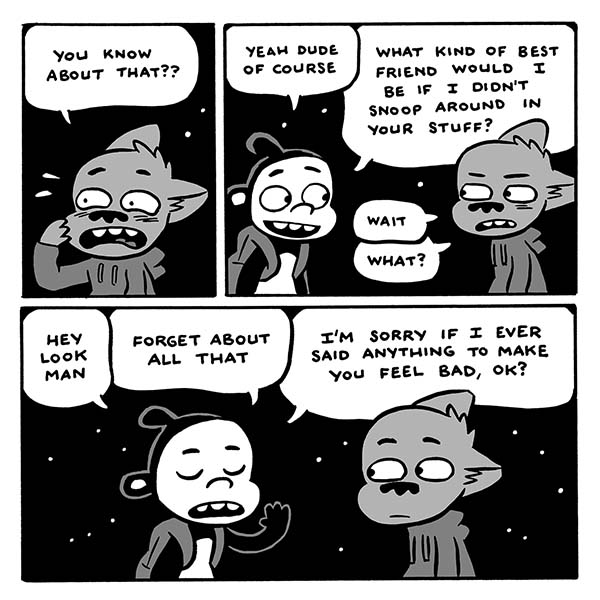 YOU KNOW
ABOUT THAT??
YEAH DUDE
OF COURSE
WHAT KIND OF BEST
FRIEND WOULD I
BE IF I DIDN'T
SNOOP AROUND IN
YOUR STUFF?
WAIT
WHAT?
HEY
LOOK
MAN
FORGET ABOUT
ALL THAT
I'M SORRY IF I EVER
SAID ANYTHING TO MAKE
YOU FEEL BAD, OK?